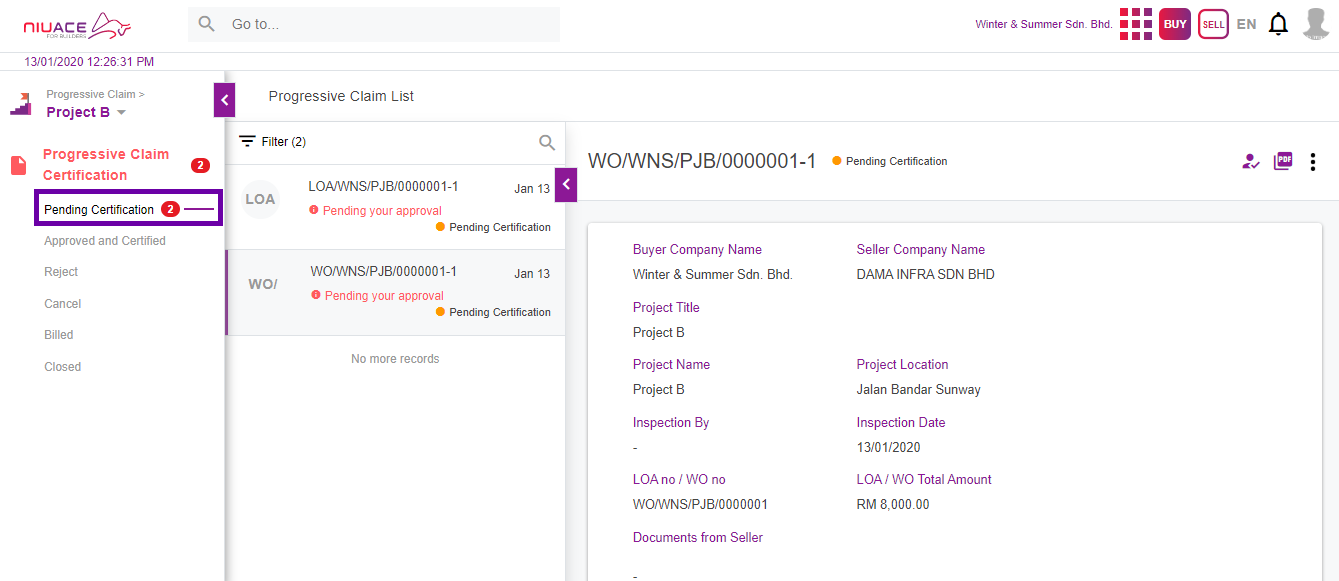 NIUACE
FOR BUILDERS
Go to...
Winter & Summer Sdn. Bhd.
BUY
SELL
EN
13/01/2020 12:26:31 PM
Progressive Claim >
Project B
Progressive Claim
Certification
2
Pending Certification 2
Approved and Certified
Reject
Cancel
Billed
Closed
Progressive Claim List
Filter (2)
LOA
LOA/WNS/PJB/0000001-1
Jan 13
Pending your approval
Pending Certification
WO/
WO/WNS/PJB/0000001-1
Jan 13
Pending your approval
Pending Certification
No more records
WO/WNS/PJB/0000001-1
Pending Certification
PDF
Buyer Company Name
Winter & Summer Sdn. Bhd.
Seller Company Name
DAMA INFRA SDN BHD
Project Title
Project B
Project Name
Project B
Project Location
Jalan Bandar Sunway
Inspection By
-
Inspection Date
13/01/2020
LOA no / WO no
WO/WNS/PJB/0000001
LOA / WO Total Amount
RM 8,000.00
Documents from Seller
-